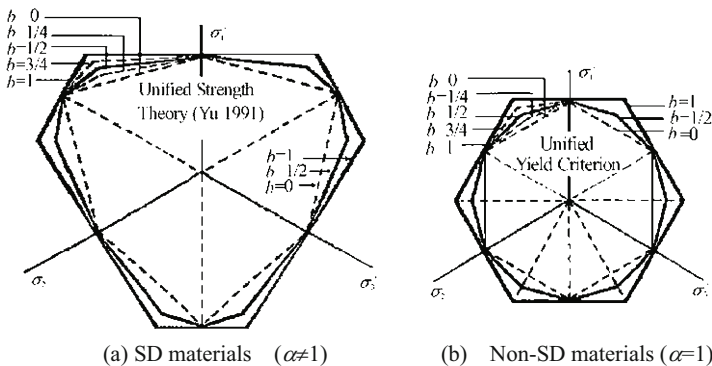 b 0
b 1/4
b=1/2
b=3/4
b=1
σ₁'
Unified Strength
Theory (Yu 1991)
b=1
b 1/2
b=0
σ₂'
σ₃'
(a) SD materials (α≠1)
b 0
b=1/4
b 1/2
b 3/4
b 1
σ₁'
b=1
b=1/2
b=0
Unified
Yield Criterion
σ₂'
σ₃'
(b) Non-SD materials (α=1)